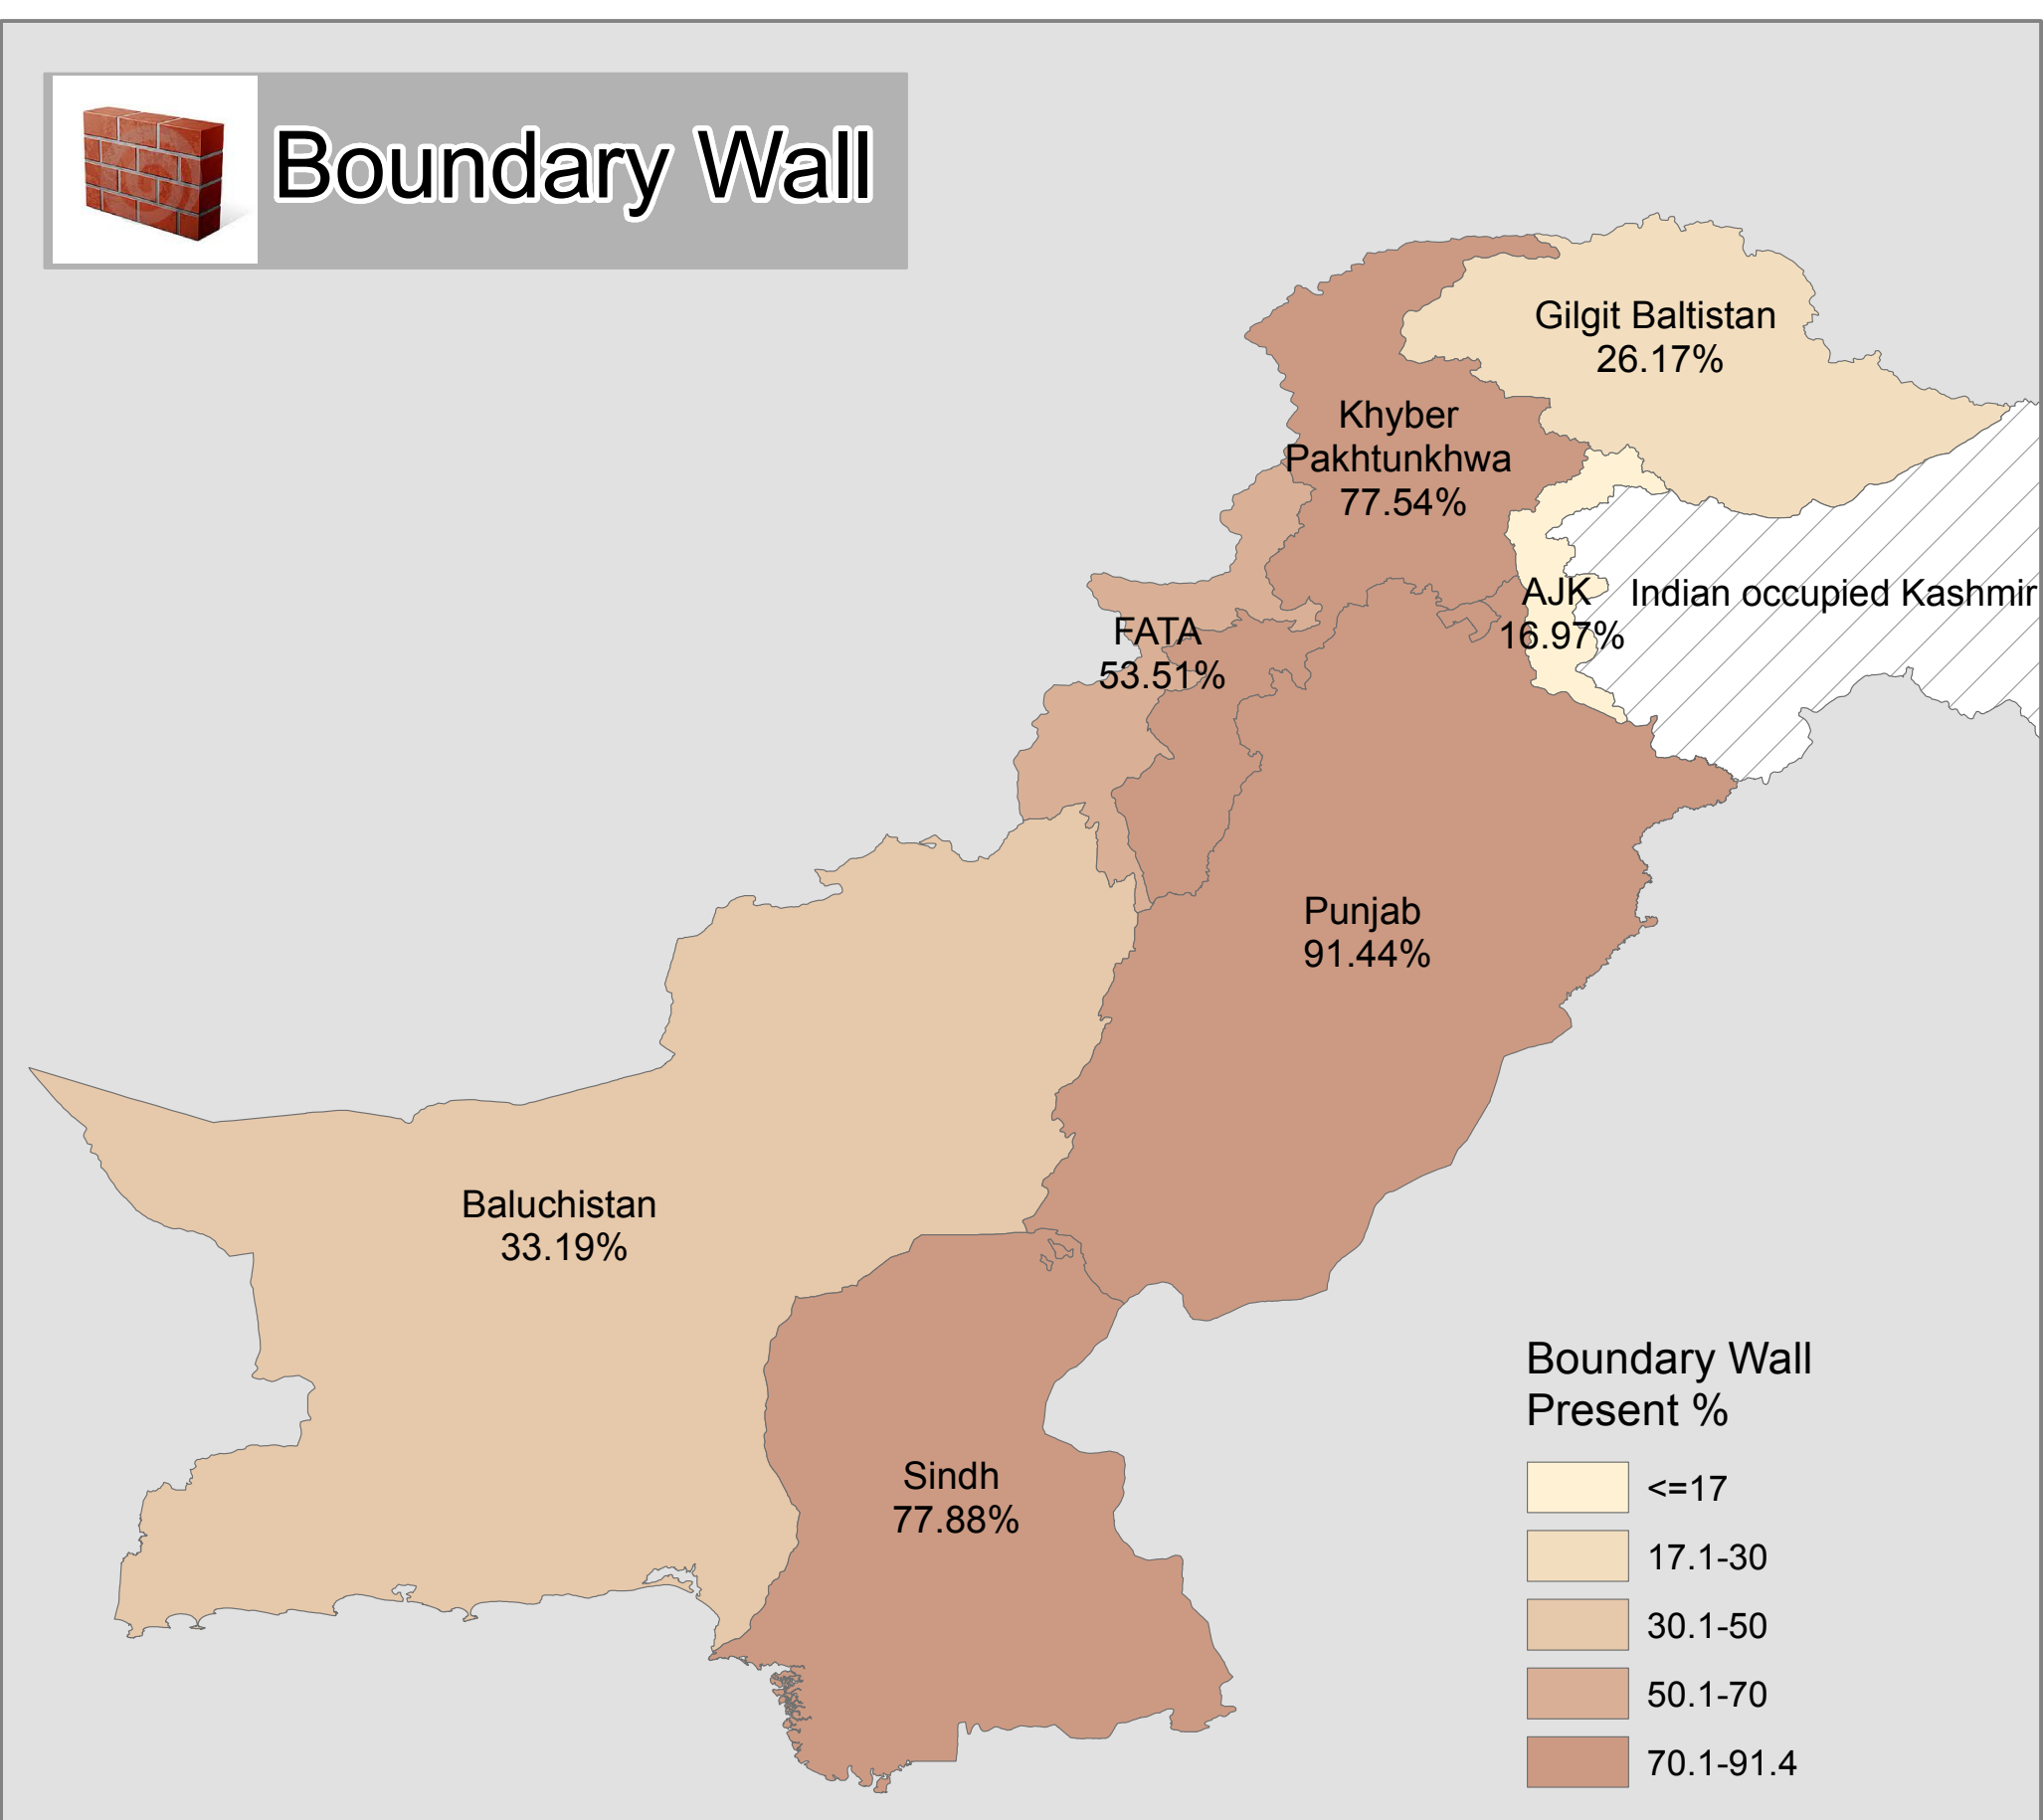 Boundary Wall
Gilgit Baltistan
26.17%
Khyber
Pakhtunkhwa
77.54%
AJK
16.97%
Indian occupied Kashmir
FATA
53.51%
Punjab
91.44%
Baluchistan
33.19%
Sindh
77.88%
Boundary Wall
Present %
<=17
17.1-30
30.1-50
50.1-70
70.1-91.4